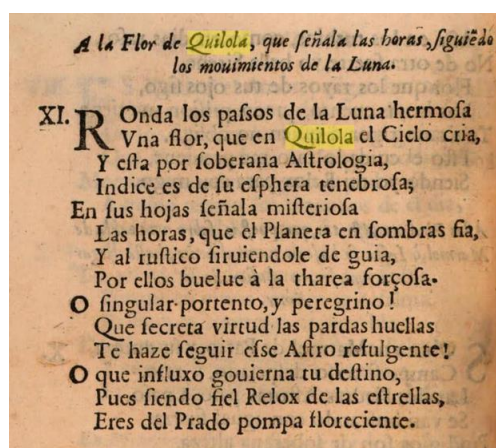 A la Flor de Quilola, que ſeñala las horas, ſiguiẽdo
los mouimientos de la Luna.
XI. ROnda los paſsos de la Luna hermoſa
Vna flor, que en Quilola el Cielo cria,
Y eſta por ſoberana Aſtrologia,
Indice es de ſu eſphera tenebroſa;
En ſus hojas ſeñala miſterioſa
Las horas, que el Planeta en ſombras fia,
Y al ruſtico ſiruiendole de guia,
Por ellos buelue à la tharea forçoſa.
O ſingular portento, y peregrino!
Que ſecreta virtud las pardas huellas
Te haze ſeguir eſse Aſtro refulgente!
O que influxo gouierna tu deſtino,
Pues ſiendo fiel Relox de las eſtrellas,
Eres del Prado pompa floreciente.